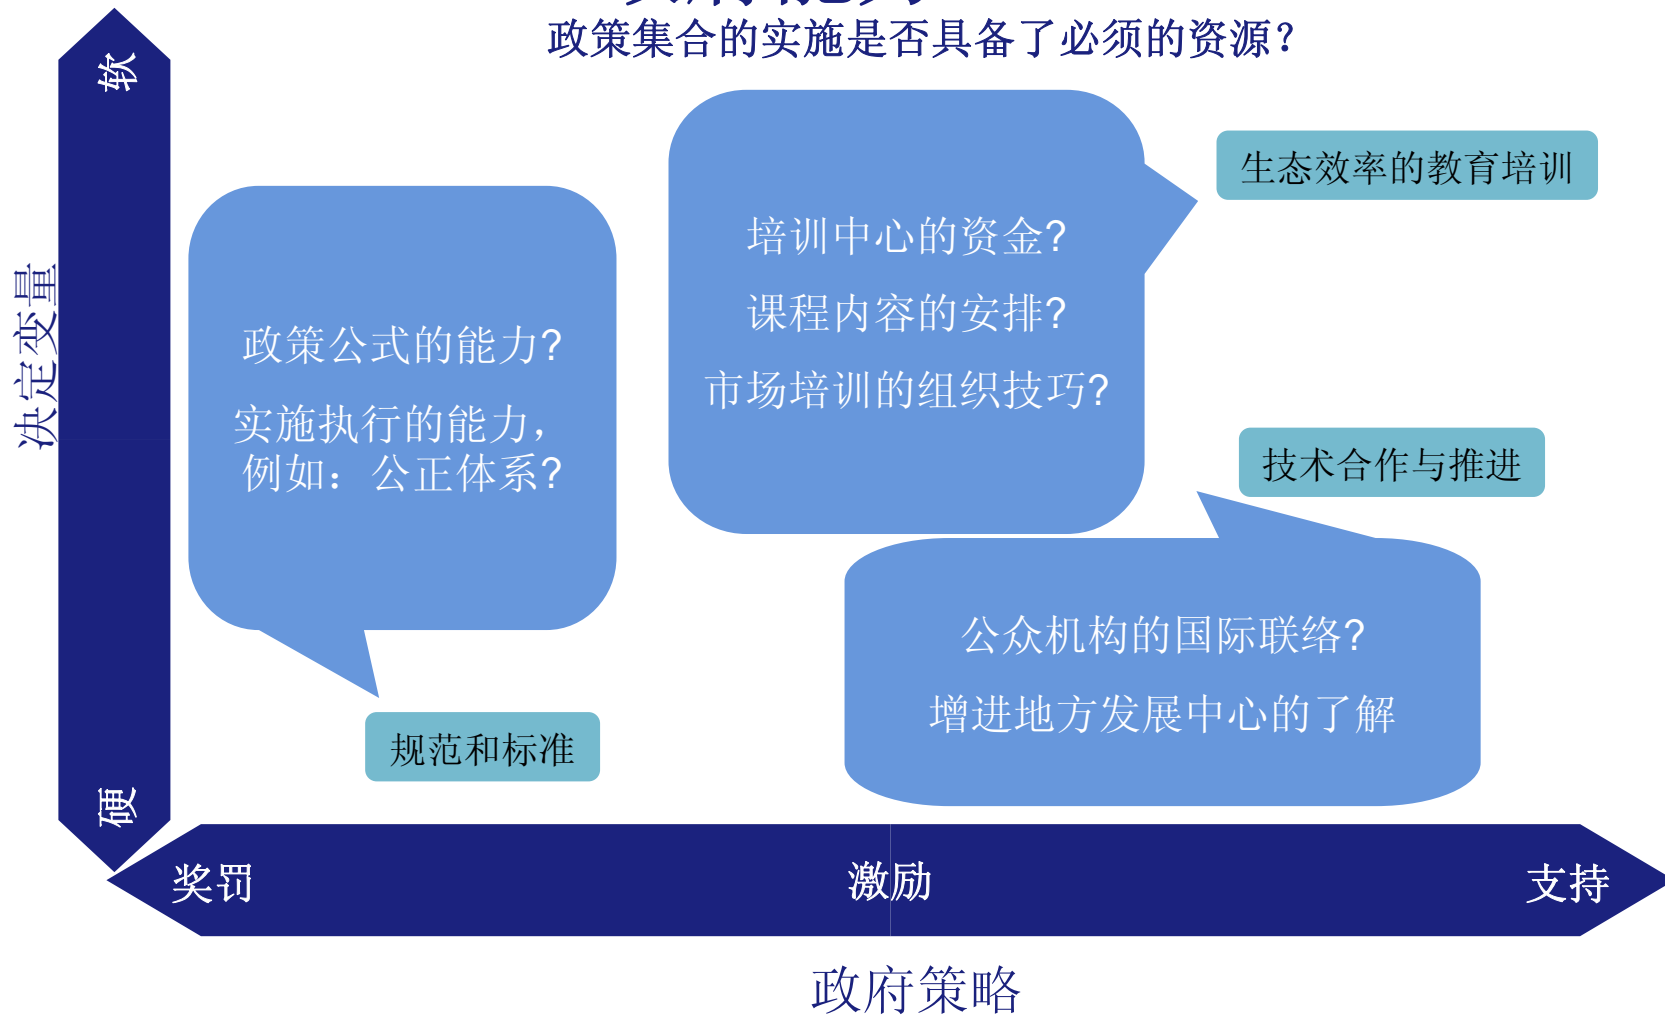 政策集合的实施是否具备了必须的资源？
软
生态效率的教育培训
培训中心的资金?
课程内容的安排?
市场培训的组织技巧?
决定变量
政策公式的能力?
实施执行的能力，
例如：公正体系?
技术合作与推进
公众机构的国际联络?
增进地方发展中心的了解
规范和标准
硬
奖罚
激励
支持
政府策略